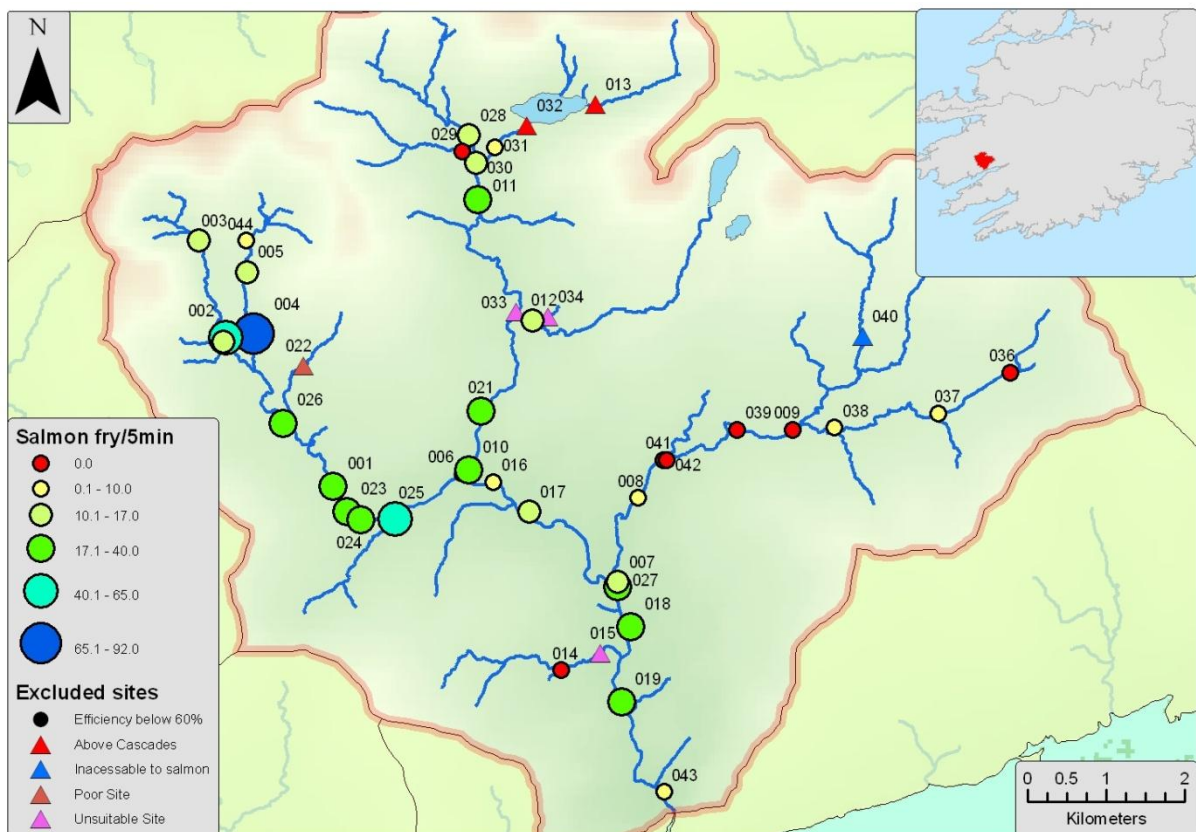 N
013
032
028
029
031
030
011
003
044
005
033
012
034
002
004
040
022
036
026
021
037
039
009
038
Salmon fry/5min
0.0
0.1 - 10.0
10.1 - 17.0
17.1 - 40.0
40.1 - 65.0
65.1 - 92.0
010
041
001
006
016
042
023
025
008
017
024
007
027
018
015
014
019
043
Excluded sites
Efficiency below 60%
Above Cascades
Inacessable to salmon
Poor Site
Unsuitable Site
0 0.5 1 2
Kilometers